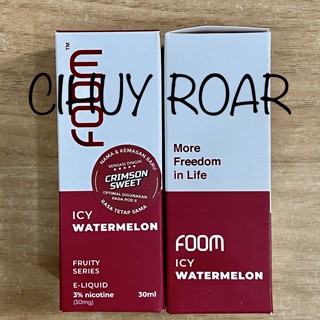 CIHUY ROAR
FOOM™
NAMA & KEMASAN BARU
SENSASI DINGIN
CRIMSON
SWEET
OPTIMAL DIGUNAKAN
PADA POD X
RASA TETAP SAMA
ICY
WATERMELON
FRUITY
SERIES
E-LIQUID
3% nicotine
(30mg)
30ml
More
Freedom
in Life
FOOM
ICY
WATERMELON